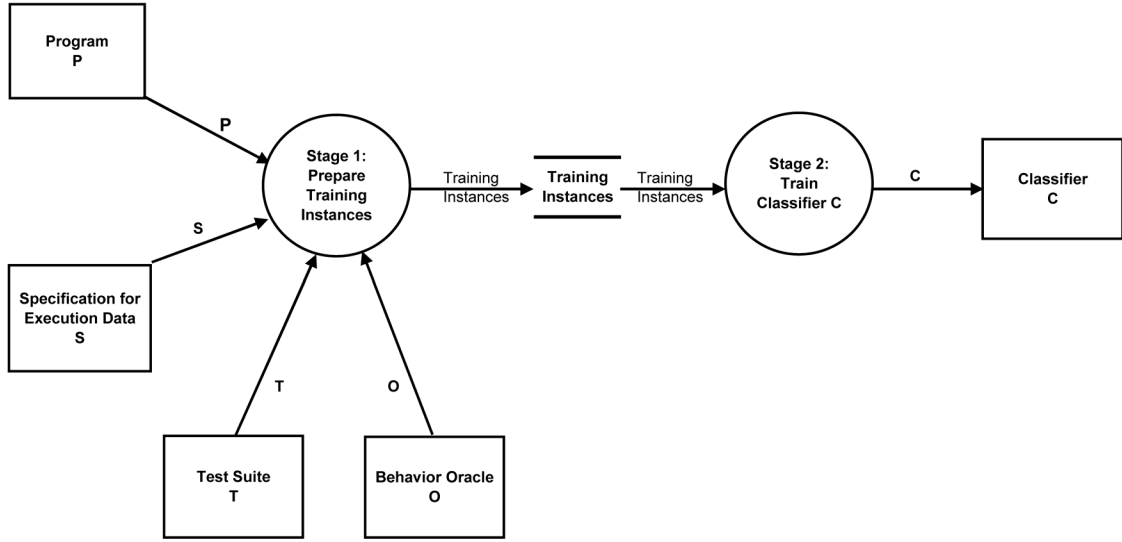 Program
P
P
Stage 1:
Prepare
Training
Instances
Training
Instances
Training
Instances
Training
Instances
Stage 2:
Train
Classifier C
C
Classifier
C
S
Specification for
Execution Data
S
T
O
Test Suite
T
Behavior Oracle
O